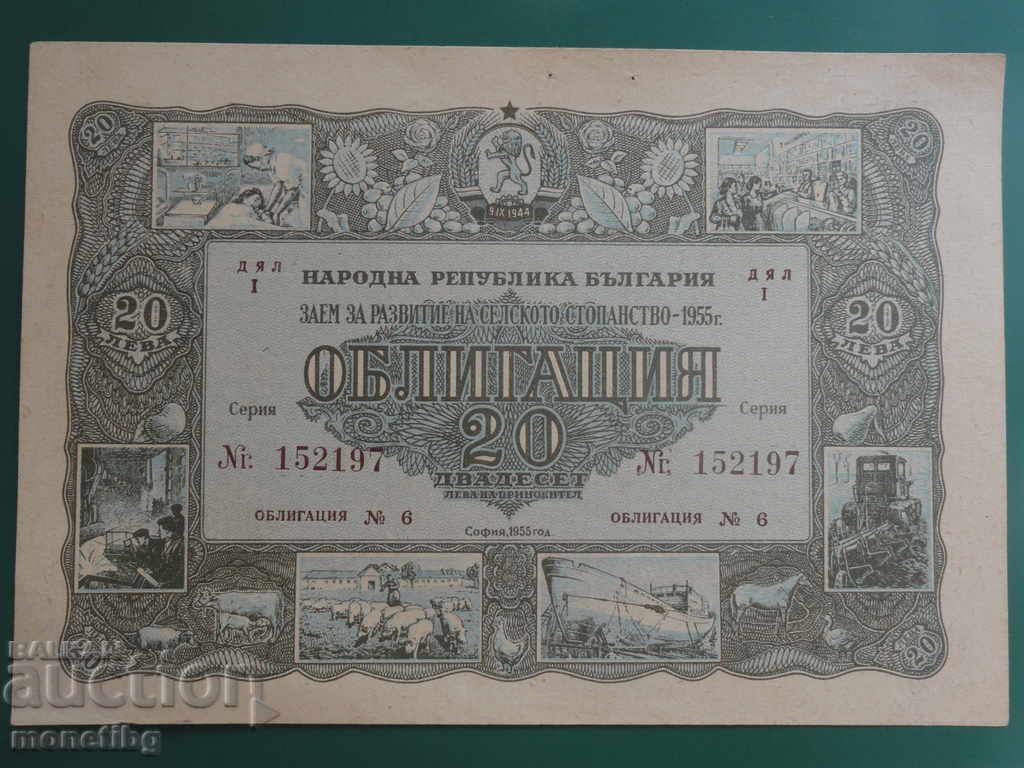 20
20
9.IX.1944
ДЯЛ
I
ДЯЛ
I
НАРОДНА РЕПУБЛИКА БЪЛГАРИЯ
ЗАЕМ ЗА РАЗВИТИЕ НА СЕЛСКОТО СТОПАНСТВО-1955г.
20
ЛЕВА
20
ЛЕВА
ОБЛИГАЦИЯ
Серия
Серия
20
№: 152197
№: 152197
ДВАДЕСЕТ
ЛЕВА-НА ПРИНОСИТЕЛ
ОБЛИГАЦИЯ № 6
ОБЛИГАЦИЯ № 6
София, 1955 год.
20
20
BALKAN
auction
monetibg